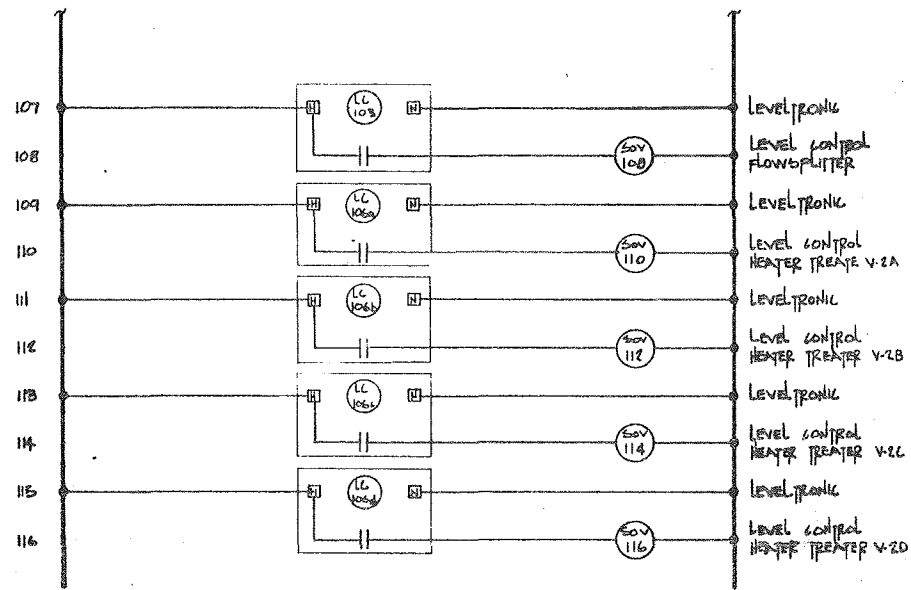 107 H LC 103 N LEVELTRONIC
108 SOV 108 LEVEL CONTROL
FLOWSPLITTER
109 H LC 106a N LEVELTRONIC
110 SOV 110 LEVEL CONTROL
HEATER TREATE V-2A
111 H LC 106b N LEVELTRONIC
112 SOV 112 LEVEL CONTROL
HEATER TREATER V-2B
113 H LC 106c N LEVELTRONIC
114 SOV 114 LEVEL CONTROL
HEATER TREATER V-2C
115 H LC 106d N LEVELTRONIC
116 SOV 116 LEVEL CONTROL
HEATER TREATER V-2D